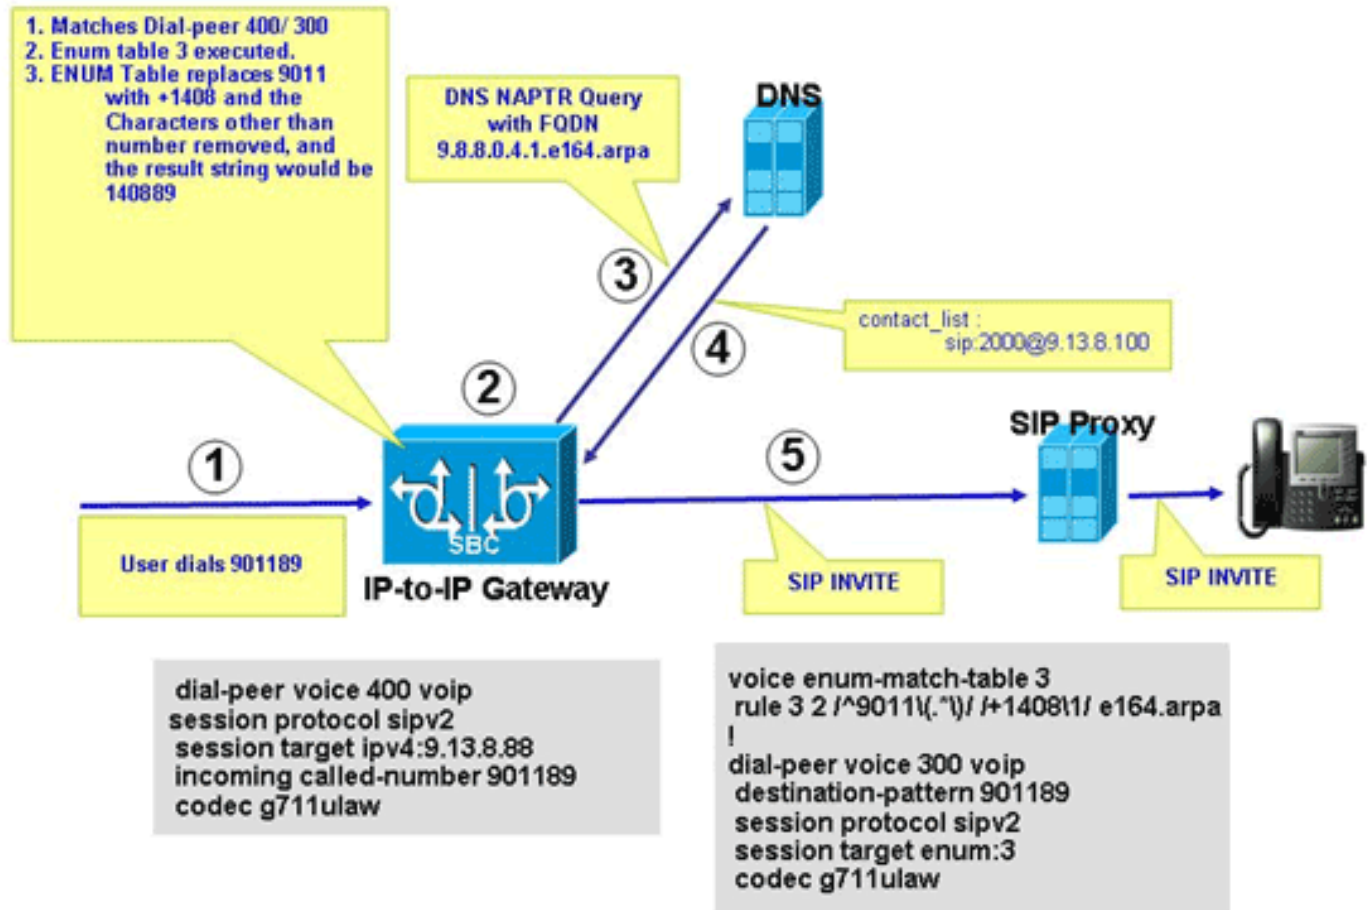 1. Matches Dial-peer 400/ 300
2. Enum table 3 executed.
3. ENUM Table replaces 9011
with +1408 and the
Characters other than
number removed, and
the result string would be
140889
DNS NAPTR Query
with FQDN
9.8.8.0.4.1.e164.arpa
DNS
3
4
contact_list :
sip:2000@9.13.8.100
2
SIP Proxy
1
5
SBC
User dials 901189
IP-to-IP Gateway
SIP INVITE
SIP INVITE
dial-peer voice 400 voip
session protocol sipv2
session target ipv4:9.13.8.88
incoming called-number 901189
codec g711ulaw
voice enum-match-table 3
rule 3 2 /^9011\(.*\)/ /+1408\1/ e164.arpa
!
dial-peer voice 300 voip
destination-pattern 901189
session protocol sipv2
session target enum:3
codec g711ulaw